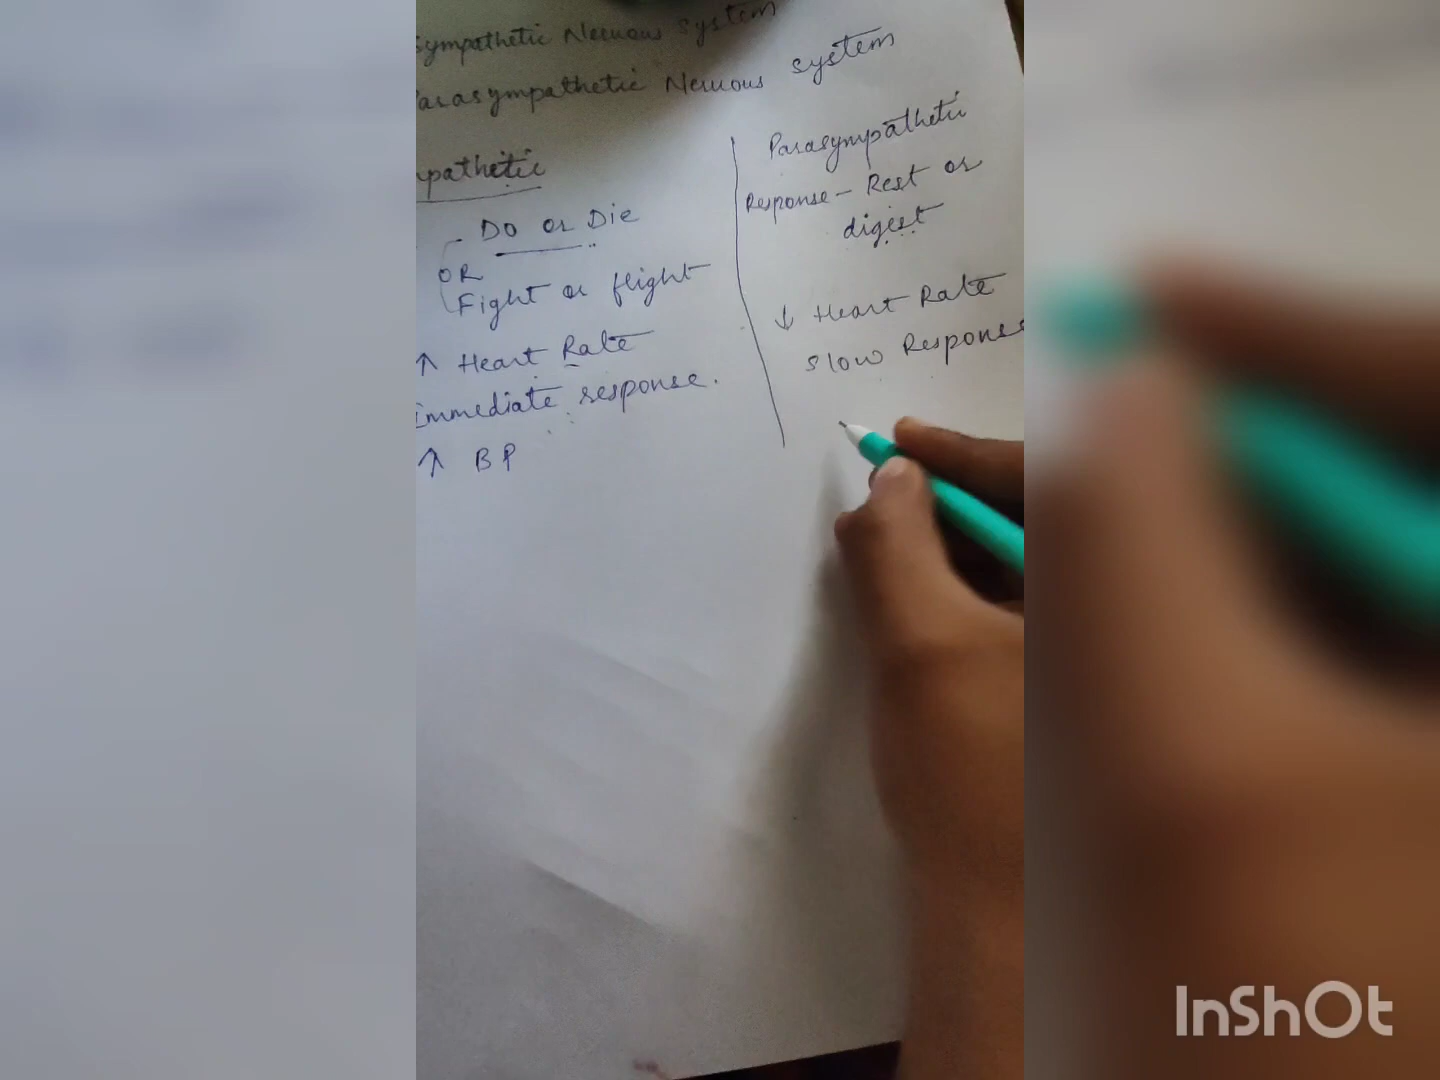 Sympathetic Nervous System
Parasympathetic Nervous System
pathetic
- Do or Die
OR
Fight or flight
↑ Heart Rate
immediate response.
↑ BP
Parasympathetic
Response - Rest or
digest
↓ Heart Rate
Slow Response
InShOt